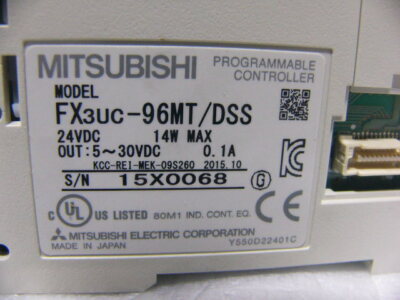 MITSUBISHI
PROGRAMMABLE
CONTROLLER
MODEL
FX3UC-96MT/DSS
24VDC 14W MAX
OUT:5~30VDC 0.1A
KCC-REI-MEK-09S260 2015.10
S/N 15X0068 G
C UL US LISTED 80M1 IND. CONT. EQ.
MITSUBISHI ELECTRIC CORPORATION
MADE IN JAPAN Y550D22401C